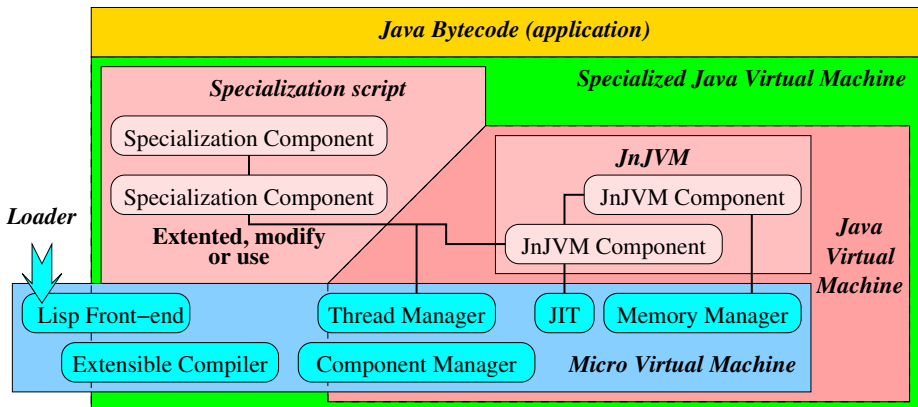 Java Bytecode (application)
Specialized Java Virtual Machine
Specialization script
Specialization Component
JnJVM
Specialization Component
JnJVM Component
Loader
Extented, modify
or use
JnJVM Component
Java
Virtual
Machine
Lisp Front-end
Thread Manager
JIT
Memory Manager
Extensible Compiler
Component Manager
Micro Virtual Machine